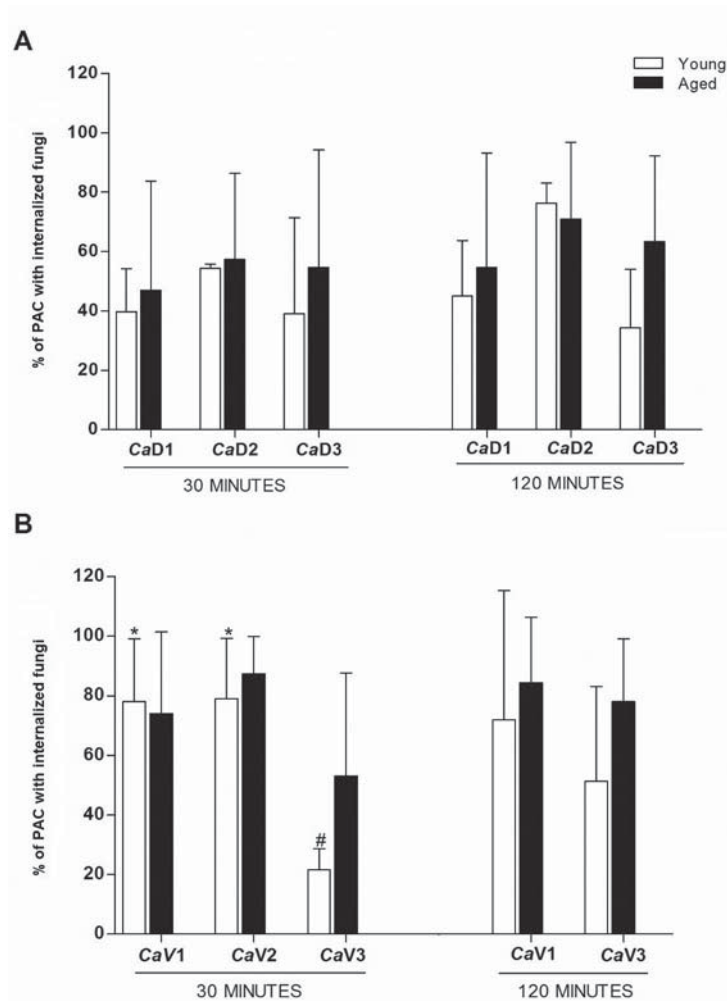 A
Young
Aged
120
100
80
60
40
20
0
% of PAC with internalized fungi
CaD1 CaD2 CaD3 CaD1 CaD2 CaD3
30 MINUTES 120 MINUTES
B
120
100
80
60
40
20
0
% of PAC with internalized fungi
* *
#
CaV1 CaV2 CaV3 CaV1 CaV3
30 MINUTES 120 MINUTES